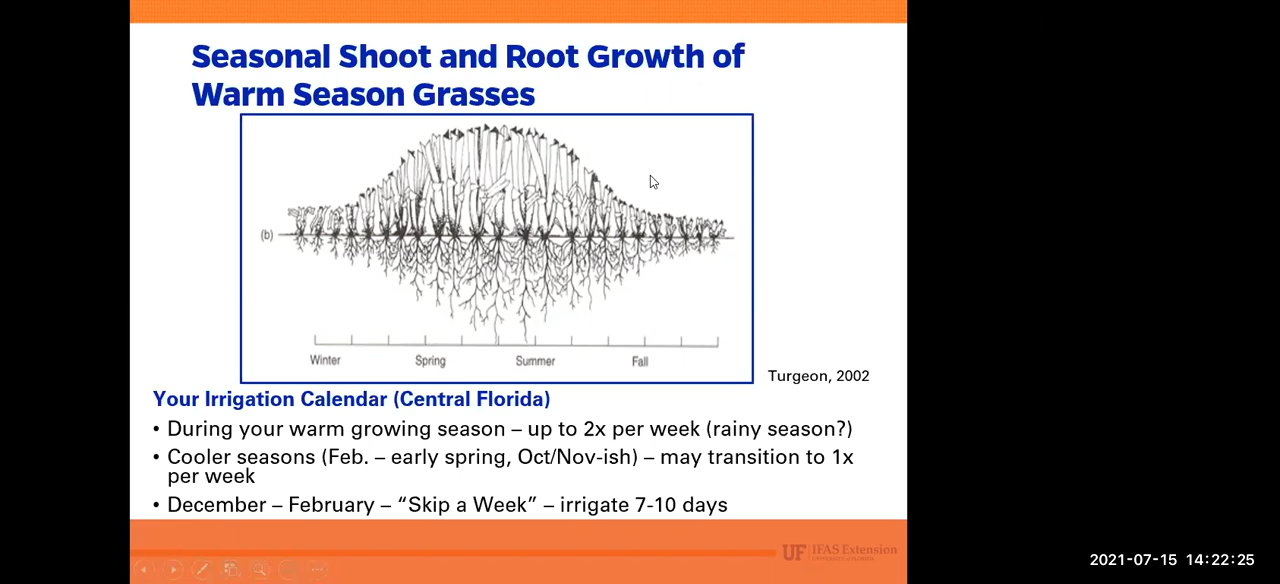 Seasonal Shoot and Root Growth of
Warm Season Grasses
(b)
Winter Spring Summer Fall
Turgeon, 2002
Your Irrigation Calendar (Central Florida)
• During your warm growing season – up to 2x per week (rainy season?)
• Cooler seasons (Feb. – early spring, Oct/Nov-ish) – may transition to 1x
per week
• December – February – “Skip a Week” – irrigate 7-10 days
UF IFAS Extension
UNIVERSITY of FLORIDA
2021-07-15 14:22:25